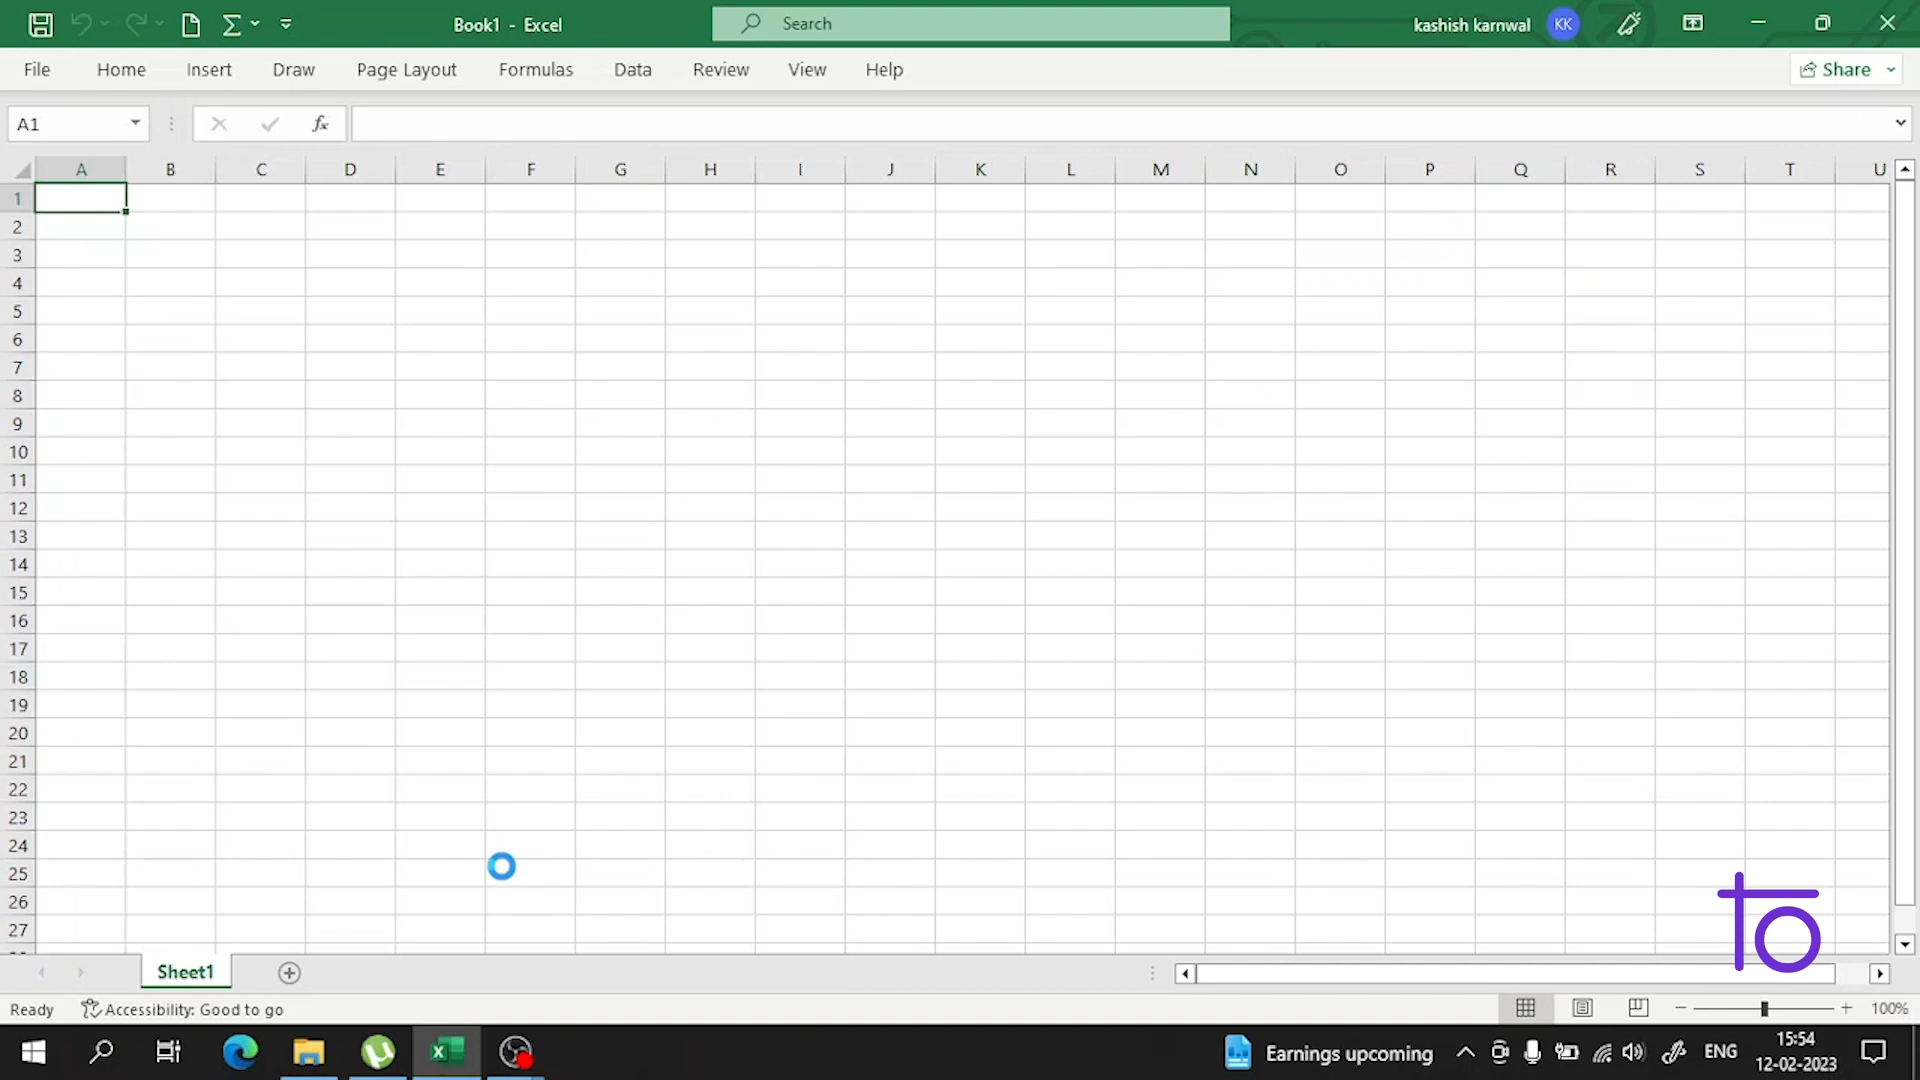 Book1 - Excel
Search
kashish karnwal KK
File Home Insert Draw Page Layout Formulas Data Review View Help Share
A1 fx
A B C D E F G H I J K L M N O P Q R S T U
1
2
3
4
5
6
7
8
9
10
11
12
13
14
15
16
17
18
19
20
21
22
23
24
25
26
27
to
Sheet1
Ready Accessibility: Good to go 100%
Earnings upcoming ENG 15:54
12-02-2023